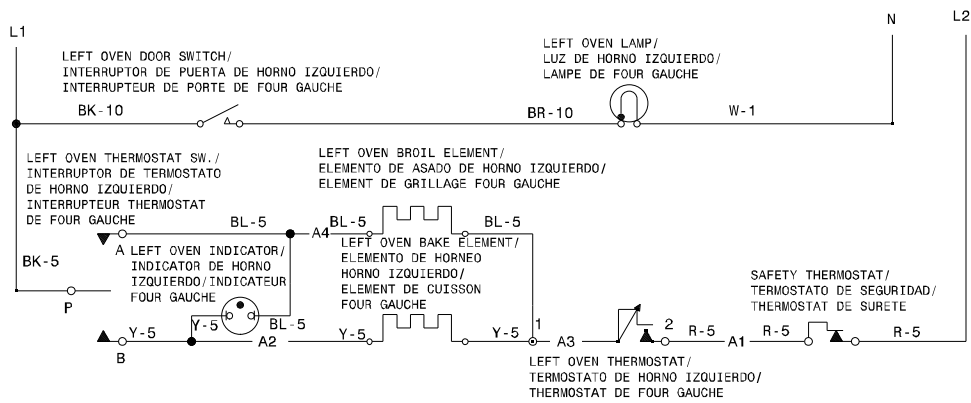 L1
N
L2
LEFT OVEN DOOR SWITCH/
INTERRUPTOR DE PUERTA DE HORNO IZQUIERDO/
INTERRUPTEUR DE PORTE DE FOUR GAUCHE
LEFT OVEN LAMP/
LUZ DE HORNO IZQUIERDO/
LAMPE DE FOUR GAUCHE
BK-10
BR-10
W-1
LEFT OVEN THERMOSTAT SW./
INTERRUPTOR DE TERMOSTATO
DE HORNO IZQUIERDO/
INTERRUPTEUR THERMOSTAT
DE FOUR GAUCHE
LEFT OVEN BROIL ELEMENT/
ELEMENTO DE ASADO DE HORNO IZQUIERDO/
ELEMENT DE GRILLAGE FOUR GAUCHE
BL-5
A4
BL-5
BL-5
A
BK-5
P
LEFT OVEN INDICATOR/
INDICATOR DE HORNO
IZQUIERDO/INDICATEUR
FOUR GAUCHE
LEFT OVEN BAKE ELEMENT/
ELEMENTO DE HORNEO
HORNO IZQUIERDO/
ELEMENT DE CUISSON
FOUR GAUCHE
SAFETY THERMOSTAT/
TERMOSTATO DE SEGURIDAD/
THERMOSTAT DE SURETE
Y-5
BL-5
Y-5
A2
Y-5
Y-5
1
A3
2
R-5
A1
R-5
R-5
B
LEFT OVEN THERMOSTAT/
TERMOSTATO DE HORNO IZQUIERDO/
THERMOSTAT DE FOUR GAUCHE